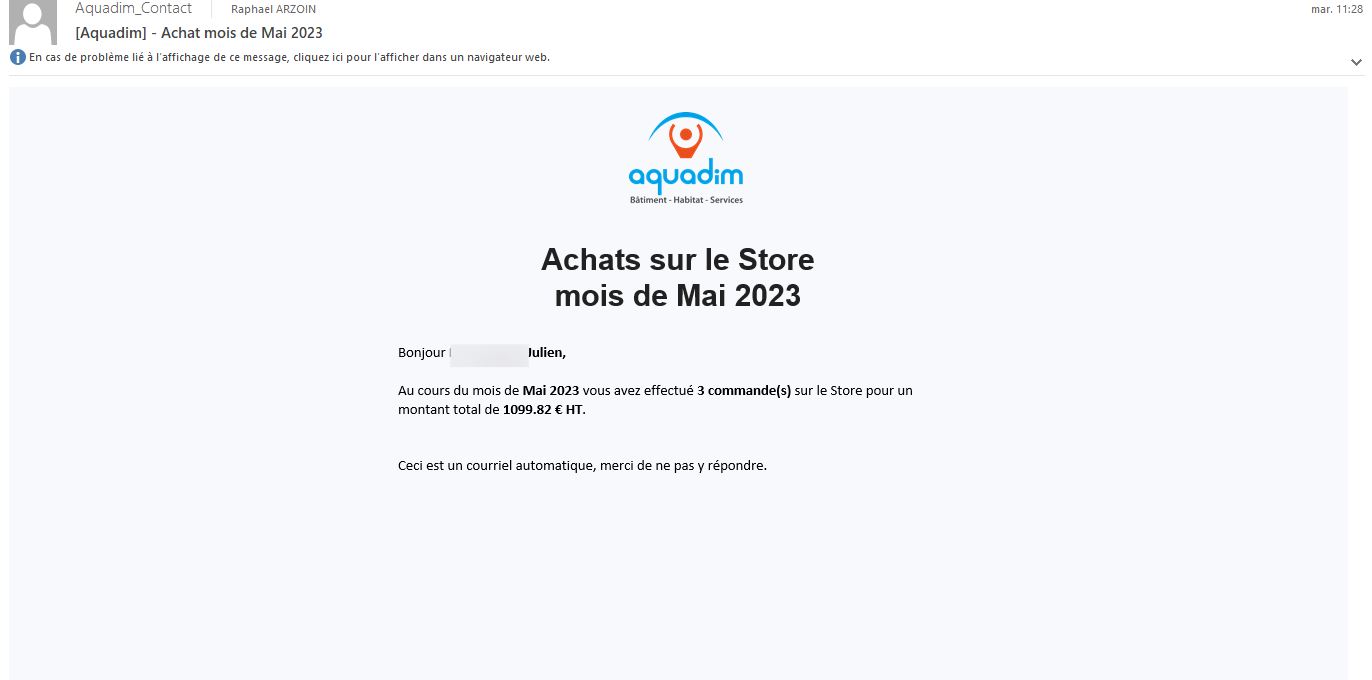 Aquadim_Contact
Raphael ARZOIN
mar. 11:28
[Aquadim] - Achat mois de Mai 2023
En cas de problème lié à l'affichage de ce message, cliquez ici pour l'afficher dans un navigateur web.
aquadim
Bâtiment - Habitat - Services
Achats sur le Store
mois de Mai 2023
Bonjour Julien,
Au cours du mois de Mai 2023 vous avez effectué 3 commande(s) sur le Store pour un
montant total de 1099.82 € HT.
Ceci est un courriel automatique, merci de ne pas y répondre.